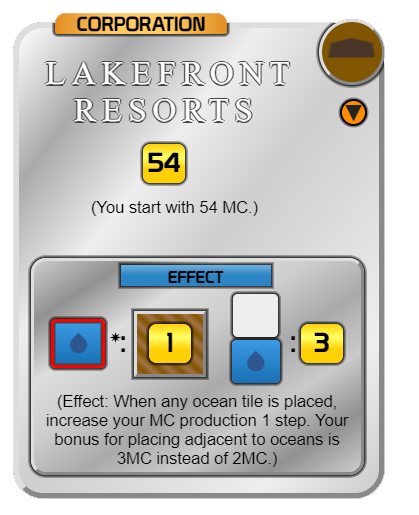 CORPORATION
LAKEFRONT
RESORTS
54
(You start with 54 MC.)
EFFECT
*: 1 : 3
(Effect: When any ocean tile is placed,
increase your MC production 1 step. Your
bonus for placing adjacent to oceans is
3MC instead of 2MC.)